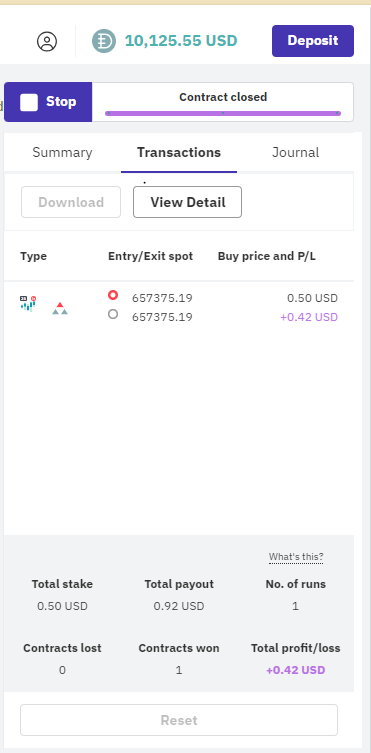 10,125.55 USD
Deposit
Stop
Contract closed
Summary
Transactions
Journal
Download
View Detail
Type
Entry/Exit spot
Buy price and P/L
657375.19
0.50 USD
657375.19
+0.42 USD
What's this?
Total stake
Total payout
No. of runs
0.50 USD
0.92 USD
1
Contracts lost
Contracts won
Total profit/loss
0
1
+0.42 USD
Reset